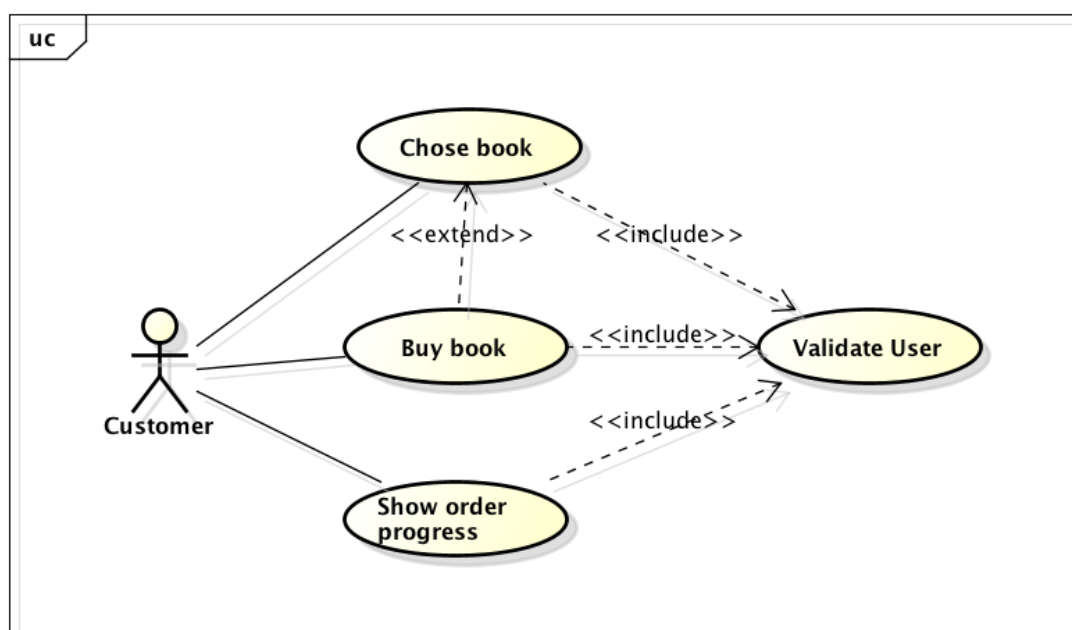 uc
Chose book
<<extend>>
<<include>>
Buy book
<<include>>
Validate User
<<include>>
Customer
Show order
progress